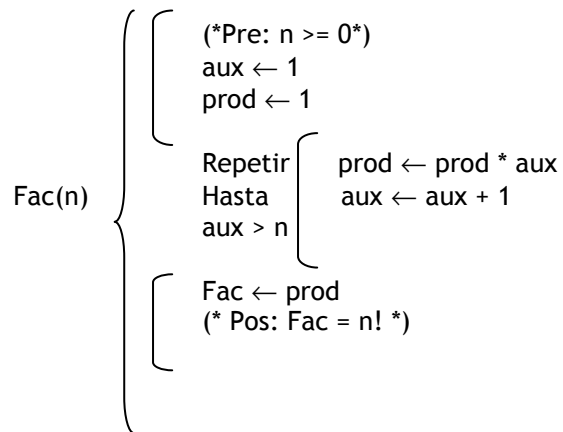 (*Pre: n >= 0*)
aux ← 1
prod ← 1
Repetir prod ← prod * aux
Fac(n) Hasta aux ← aux + 1
aux > n
Fac ← prod
(* Pos: Fac = n! *)